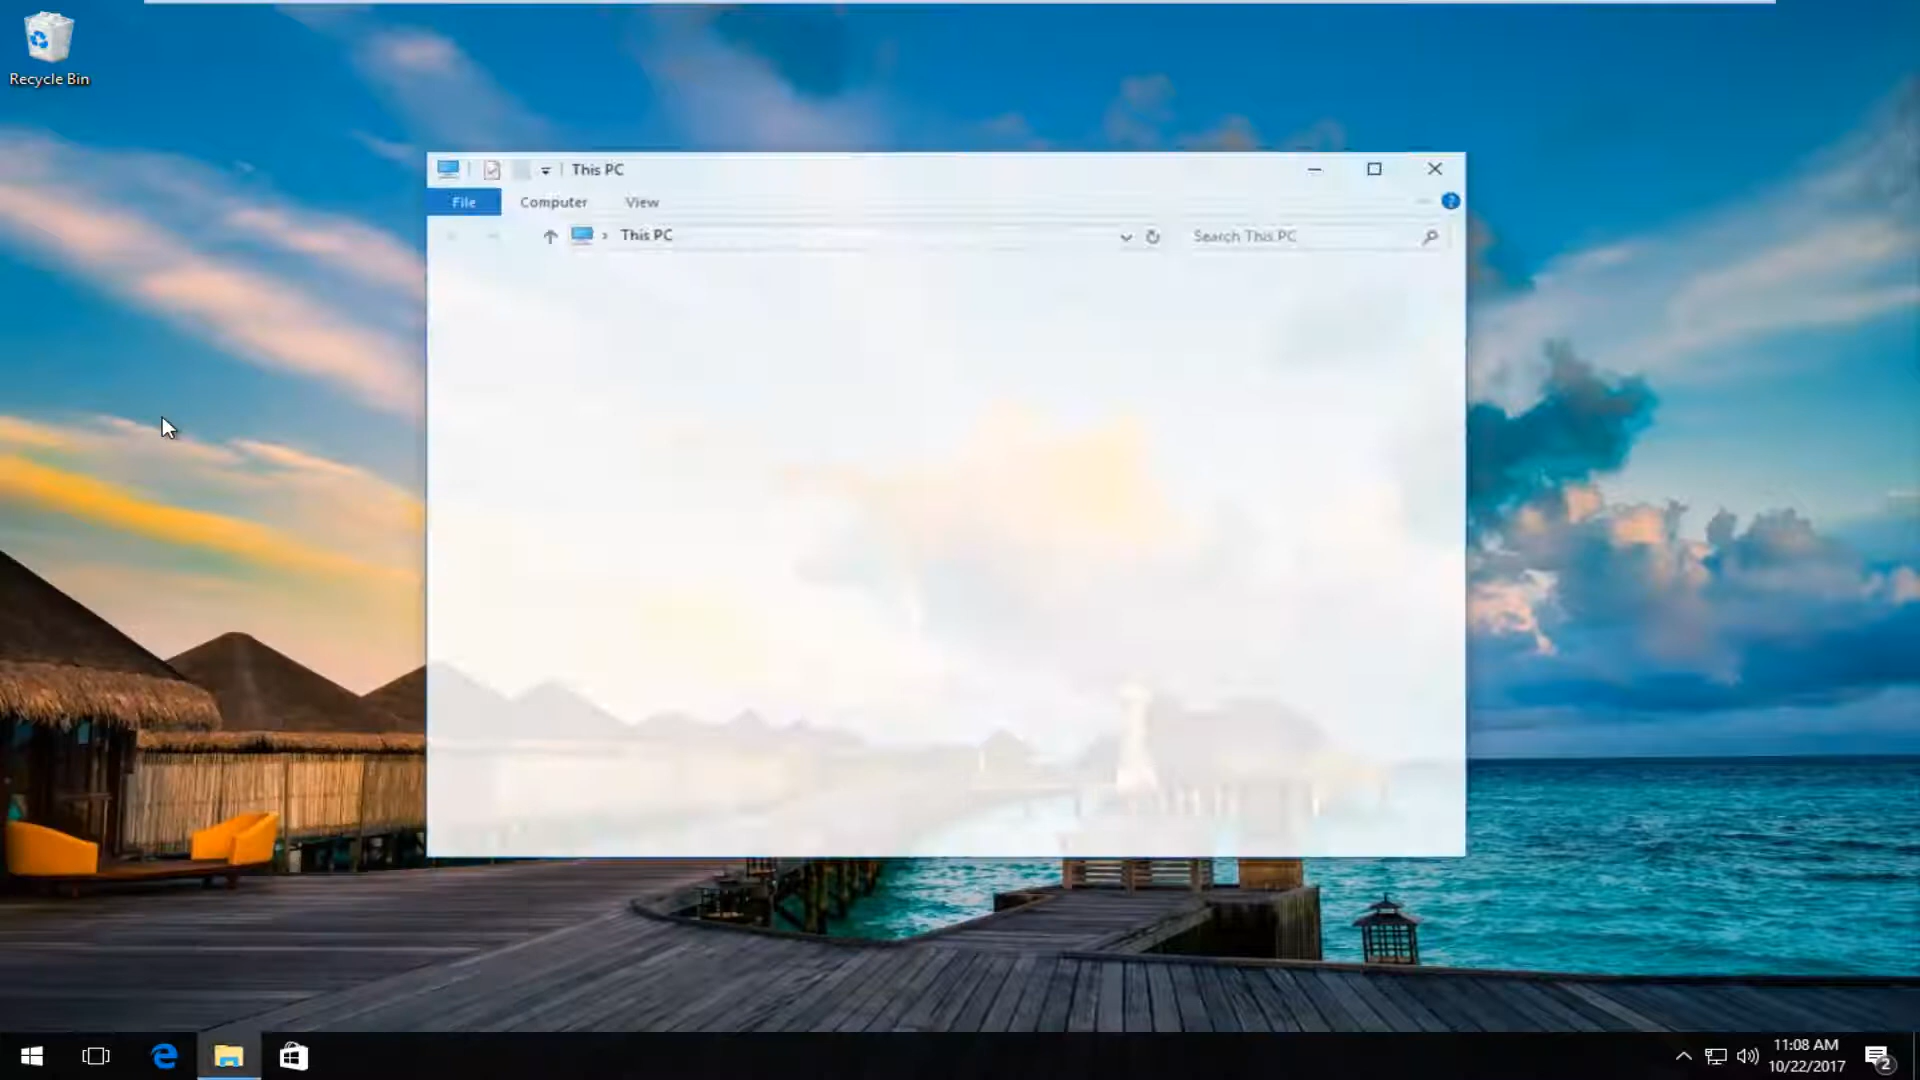 Recycle Bin
This PC
File
Computer
View
This PC
Search This PC
11:08 AM
10/22/2017
2